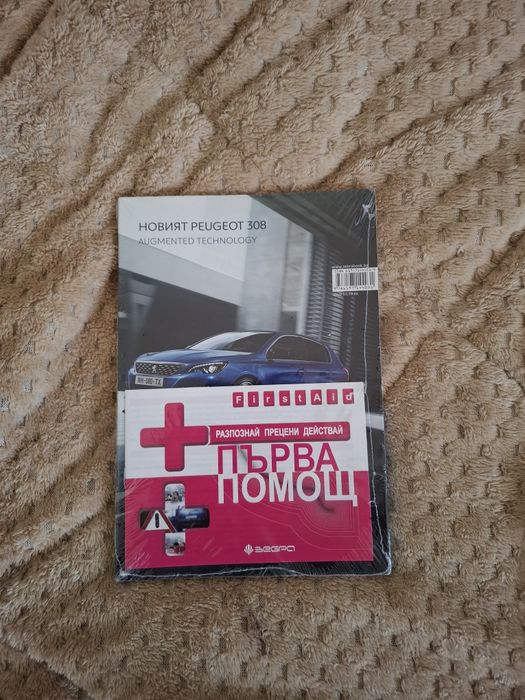 НОВИЯТ PEUGEOT 308
AUGMENTED TECHNOLOGY
First Aid
РАЗПОЗНАЙ ПРЕЦЕНИ ДЕЙСТВАЙ
ПЪРВА
ПОМОЩ
ЗЕБРА